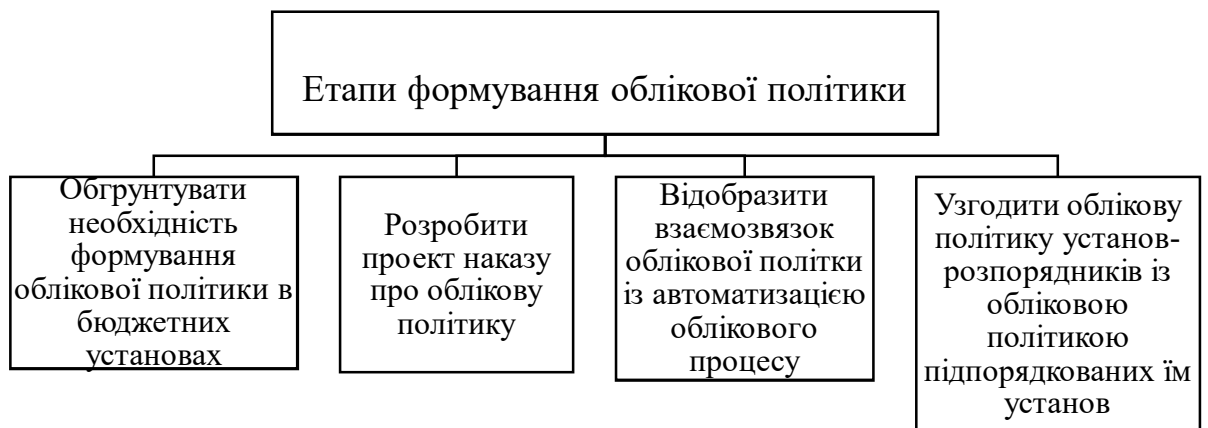 Етапи формування облікової політики
Обгрунтувати
необхідність
формування
облікової політики в
бюджетних
установах
Розробити
проект наказу
про облікову
політику
Відобразити
взаємозвязок
облікової політки
із автоматизацією
облікового
процесу
Узгодити облікову
політику установ-
розпорядників із
обліковою
політикою
підпорядкованих їм
установ